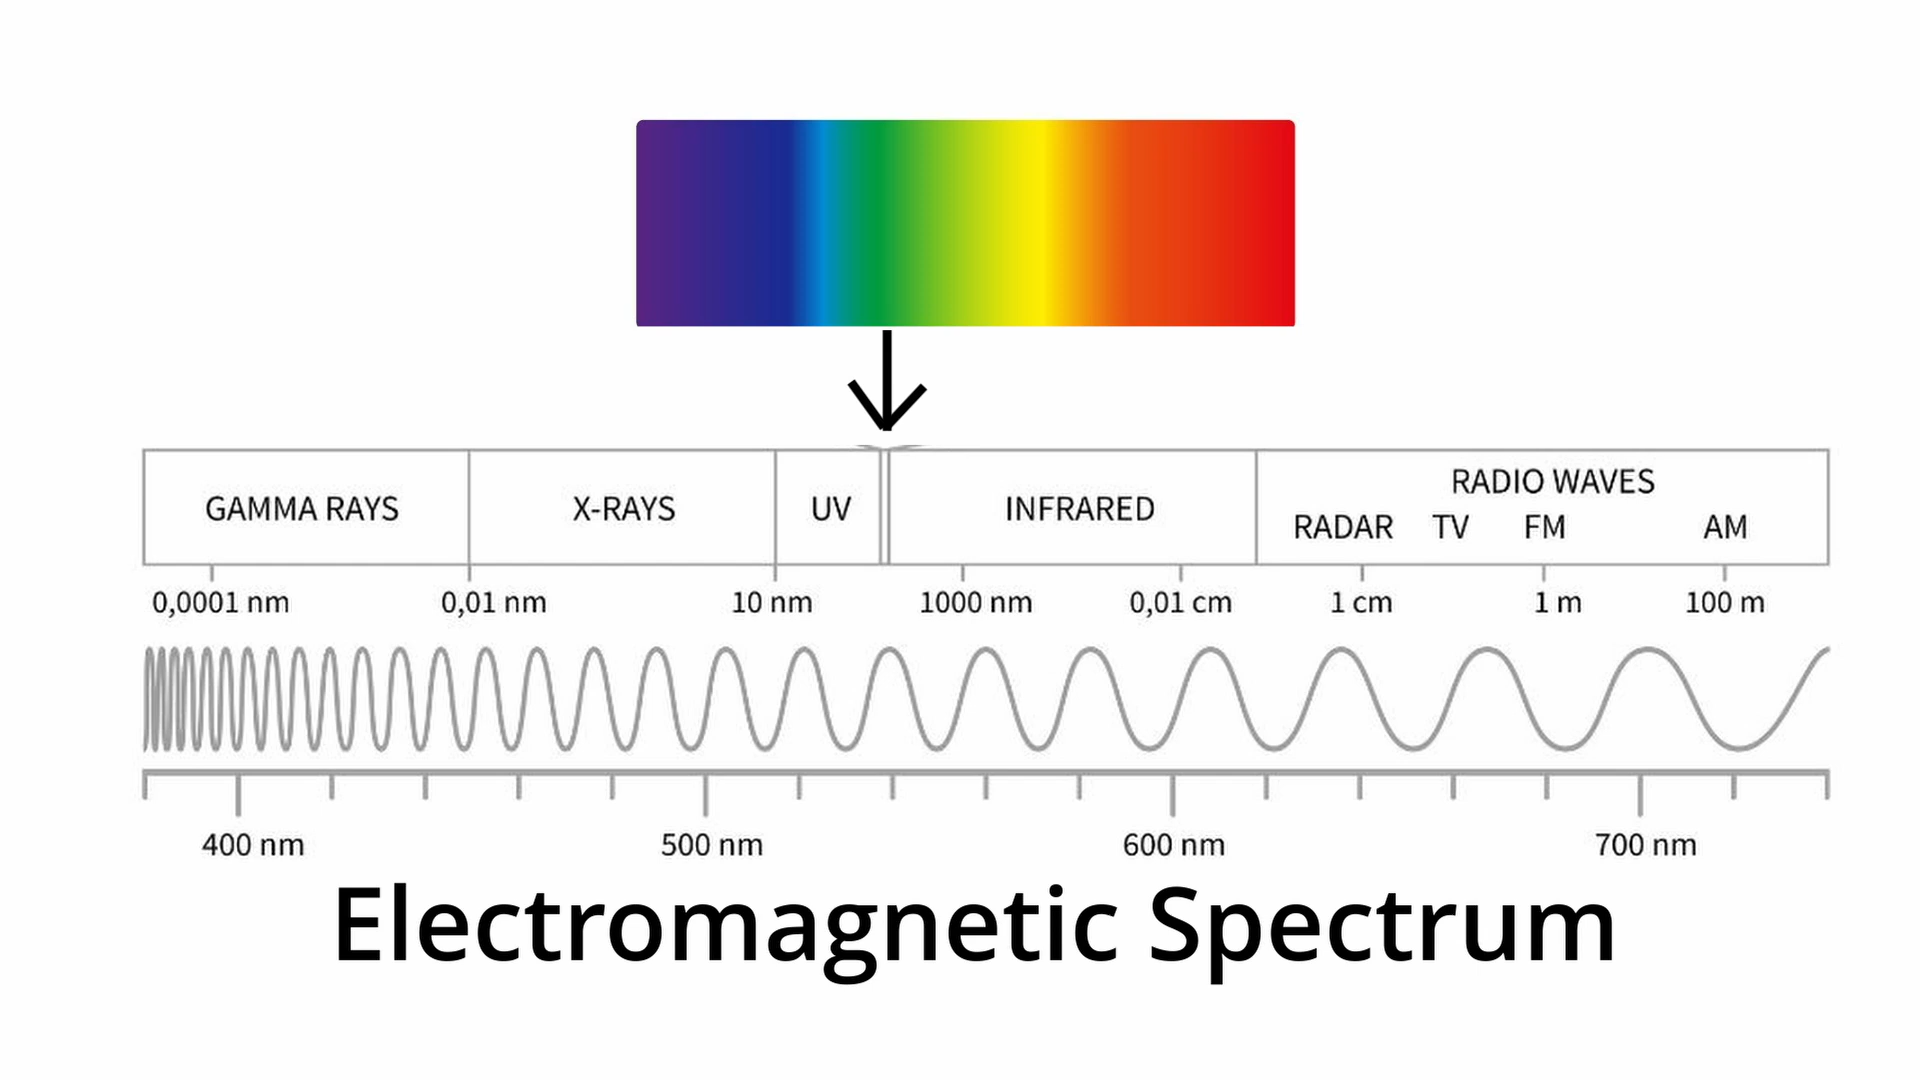 GAMMA RAYS X-RAYS UV INFRARED RADIO WAVES
RADAR TV FM AM
0,0001 nm 0,01 nm 10 nm 1000 nm 0,01 cm 1 cm 1 m 100 m
400 nm 500 nm 600 nm 700 nm
Electromagnetic Spectrum